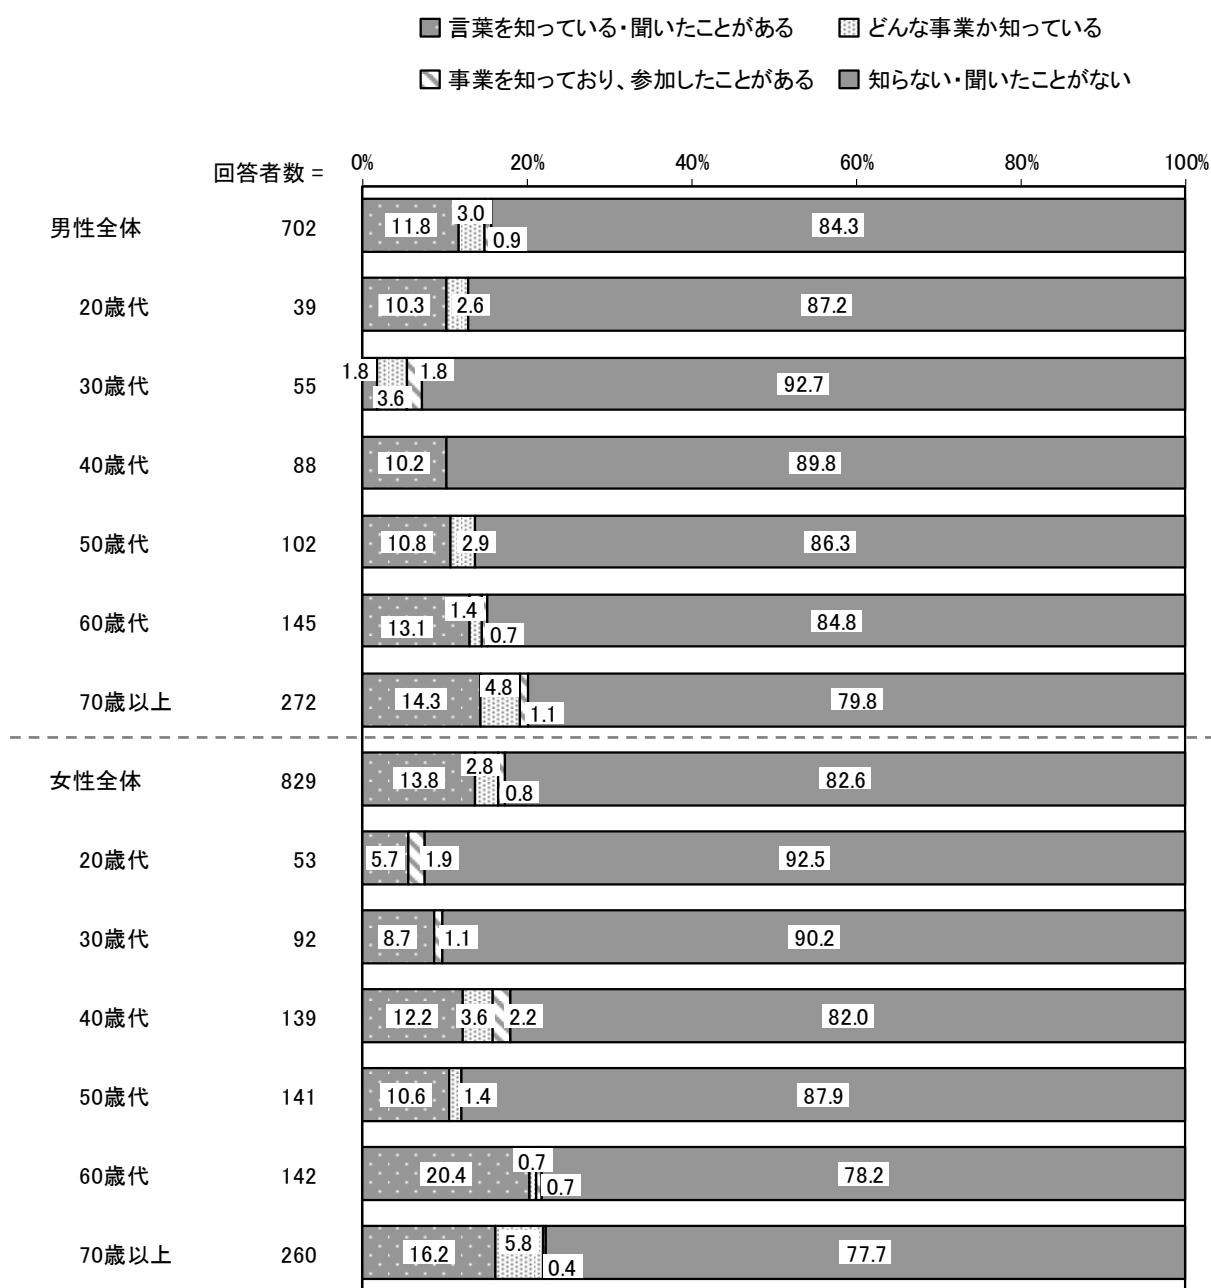 言葉を知っている・聞いたことがある どんな事業か知っている
事業を知っており、参加したことがある 知らない・聞いたことがない
回答者数 = 0% 20% 40% 60% 80% 100%
男性全体 702 11.8 3.0 0.9 84.3
20歳代 39 10.3 2.6 87.2
30歳代 55 1.8 3.6 1.8 92.7
40歳代 88 10.2 89.8
50歳代 102 10.8 2.9 86.3
60歳代 145 13.1 1.4 0.7 84.8
70歳以上 272 14.3 4.8 1.1 79.8
女性全体 829 13.8 2.8 0.8 82.6
20歳代 53 5.7 1.9 92.5
30歳代 92 8.7 1.1 90.2
40歳代 139 12.2 3.6 2.2 82.0
50歳代 141 10.6 1.4 87.9
60歳代 142 20.4 0.7 0.7 78.2
70歳以上 260 16.2 5.8 0.4 77.7